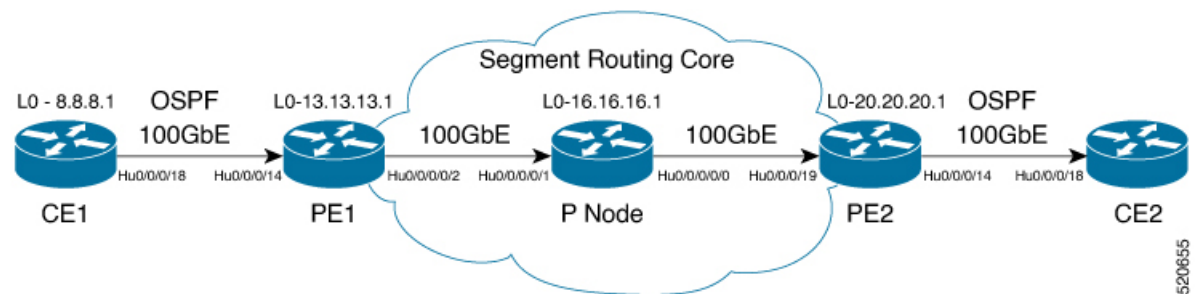 Segment Routing Core
L0 - 8.8.8.1 OSPF L0-13.13.13.1 L0-16.16.16.1 L0-20.20.20.1 OSPF
100GbE 100GbE 100GbE 100GbE
Hu0/0/0/18 Hu0/0/0/14 Hu0/0/0/0/2 Hu0/0/0/0/1 Hu0/0/0/0/0 Hu0/0/0/19 Hu0/0/0/14 Hu0/0/0/18
CE1 PE1 P Node PE2 CE2
520655